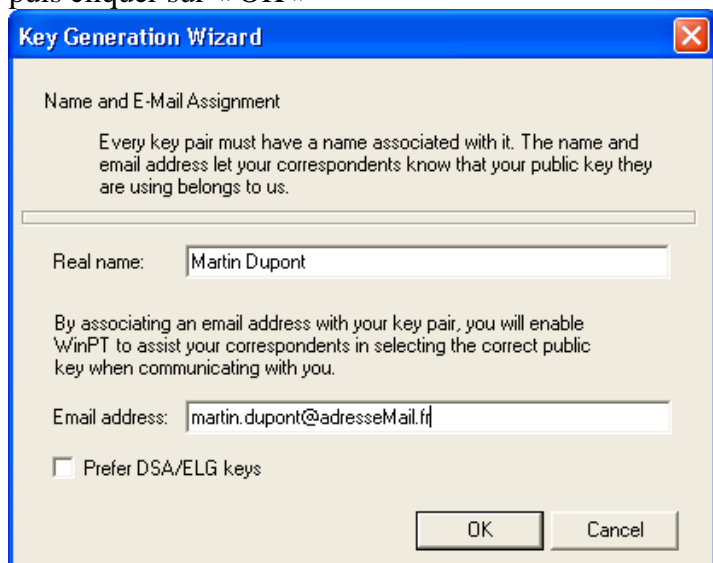 puis cliquer sur « OK »
Key Generation Wizard
Name and E-Mail Assignment
Every key pair must have a name associated with it. The name and
email address let your correspondents know that your public key they
are using belongs to us.
Real name: Martin Dupont
By associating an email address with your key pair, you will enable
WinPT to assist your correspondents in selecting the correct public
key when communicating with you.
Email address: martin.dupont@adresseMail.fr
Prefer DSA/ELG keys
OK Cancel